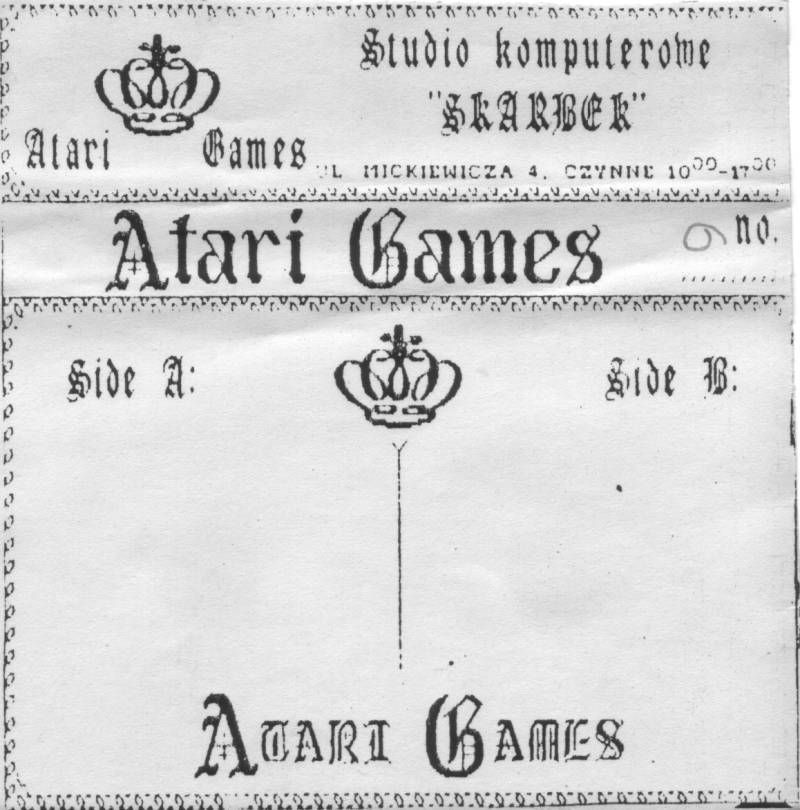 Studio komputerowe
"SKARBEK"
Atari Games
UL MICKIEWICZA 4. CZYNNE 10⁰⁰-17⁰⁰
Atari Games
9 no.
..........
Side A: Side B:
Atari Games